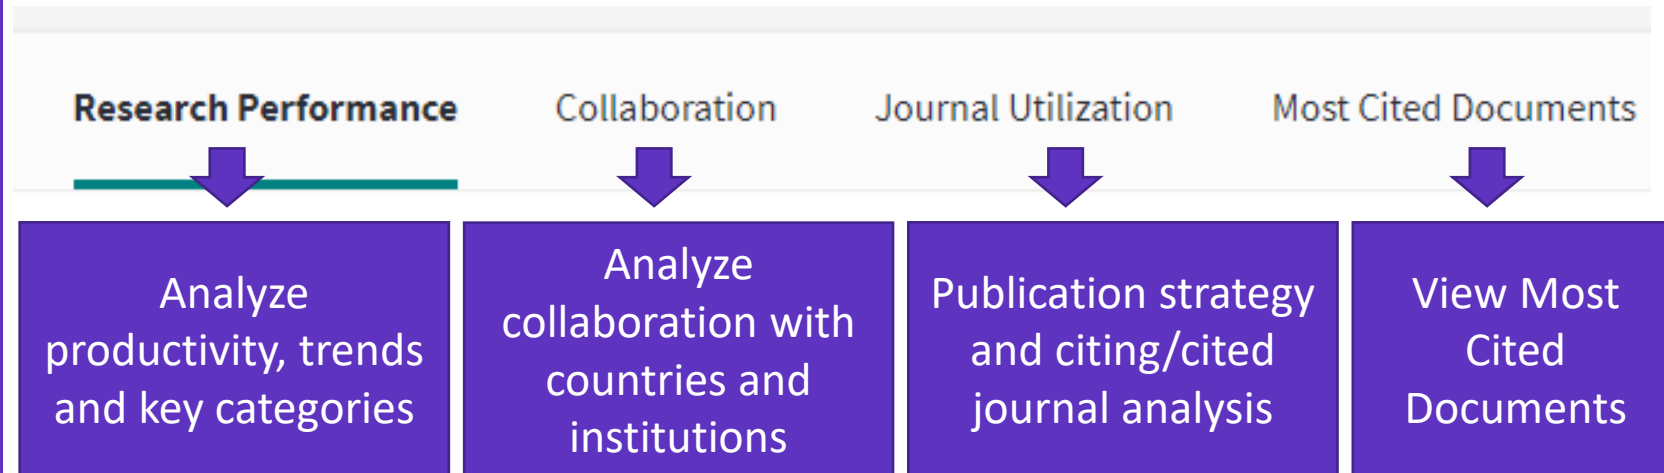 Research Performance
Collaboration
Journal Utilization
Most Cited Documents
Analyze
productivity, trends
and key categories
Analyze
collaboration with
countries and
institutions
Publication strategy
and citing/cited
journal analysis
View Most
Cited
Documents